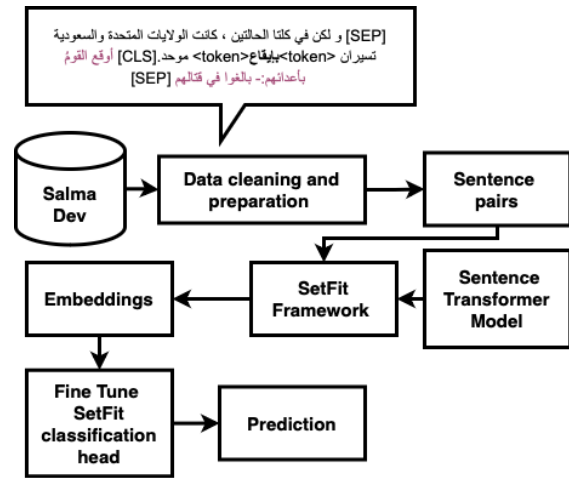 [SEP] و لكن في كلتا الحالتين ، كانت الولايات المتحدة والسعودية
تسيران <token>بإيقاع<token> موحد.[CLS] أوقع القومُ
بأعدائهم:- بالغوا في قتالهم [SEP]
Salma
Dev
Data cleaning and
preparation
Sentence
pairs
Embeddings
SetFit
Framework
Sentence
Transformer
Model
Fine Tune
SetFit
classification
head
Prediction